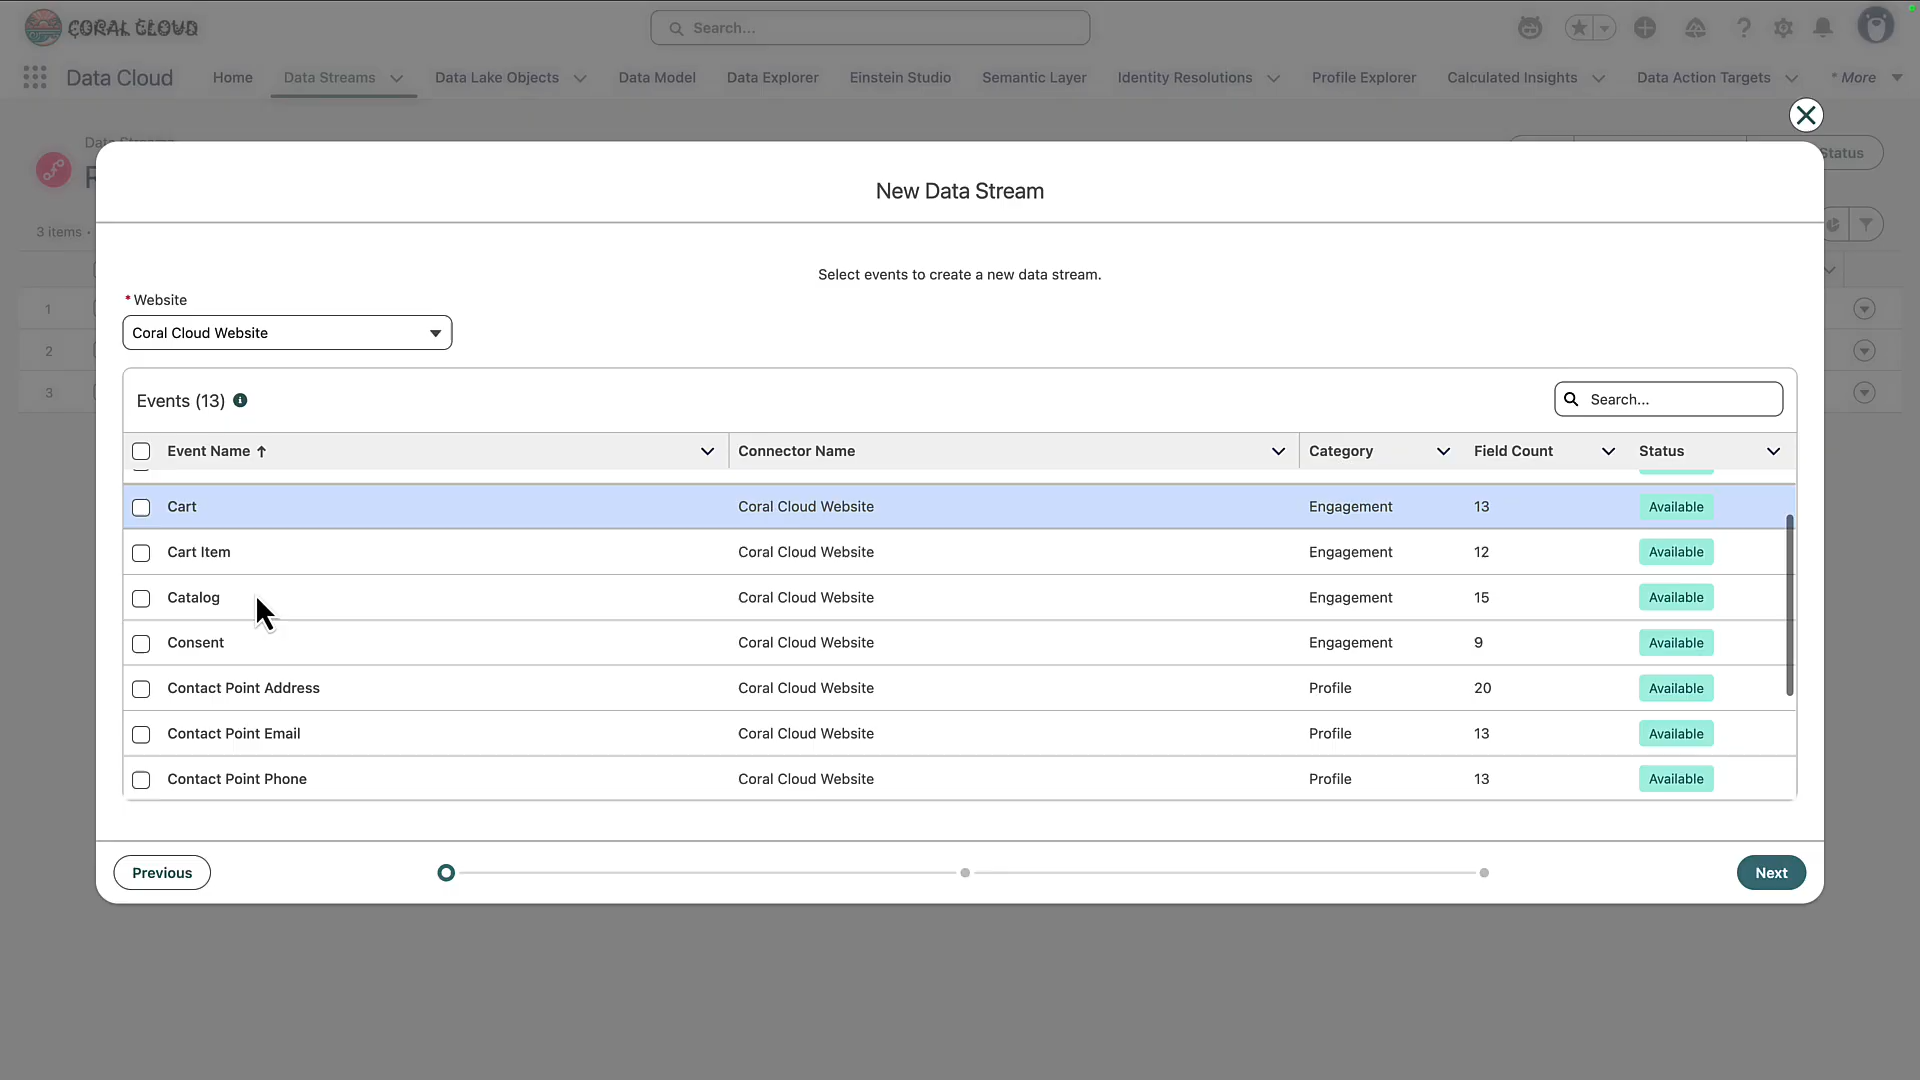 CORAL CLOUD
Search...
Data Cloud
Home
Data Streams
Data Lake Objects
Data Model
Data Explorer
Einstein Studio
Semantic Layer
Identity Resolutions
Profile Explorer
Calculated Insights
Data Action Targets
* More
Data Streams
Status
3 items •
1
2
3
New Data Stream
Select events to create a new data stream.
* Website
Coral Cloud Website
Events (13)
Search...
Event Name ↑ Connector Name Category Field Count Status
Cart Coral Cloud Website Engagement 13 Available
Cart Item Coral Cloud Website Engagement 12 Available
Catalog Coral Cloud Website Engagement 15 Available
Consent Coral Cloud Website Engagement 9 Available
Contact Point Address Coral Cloud Website Profile 20 Available
Contact Point Email Coral Cloud Website Profile 13 Available
Contact Point Phone Coral Cloud Website Profile 13 Available
Previous
Next